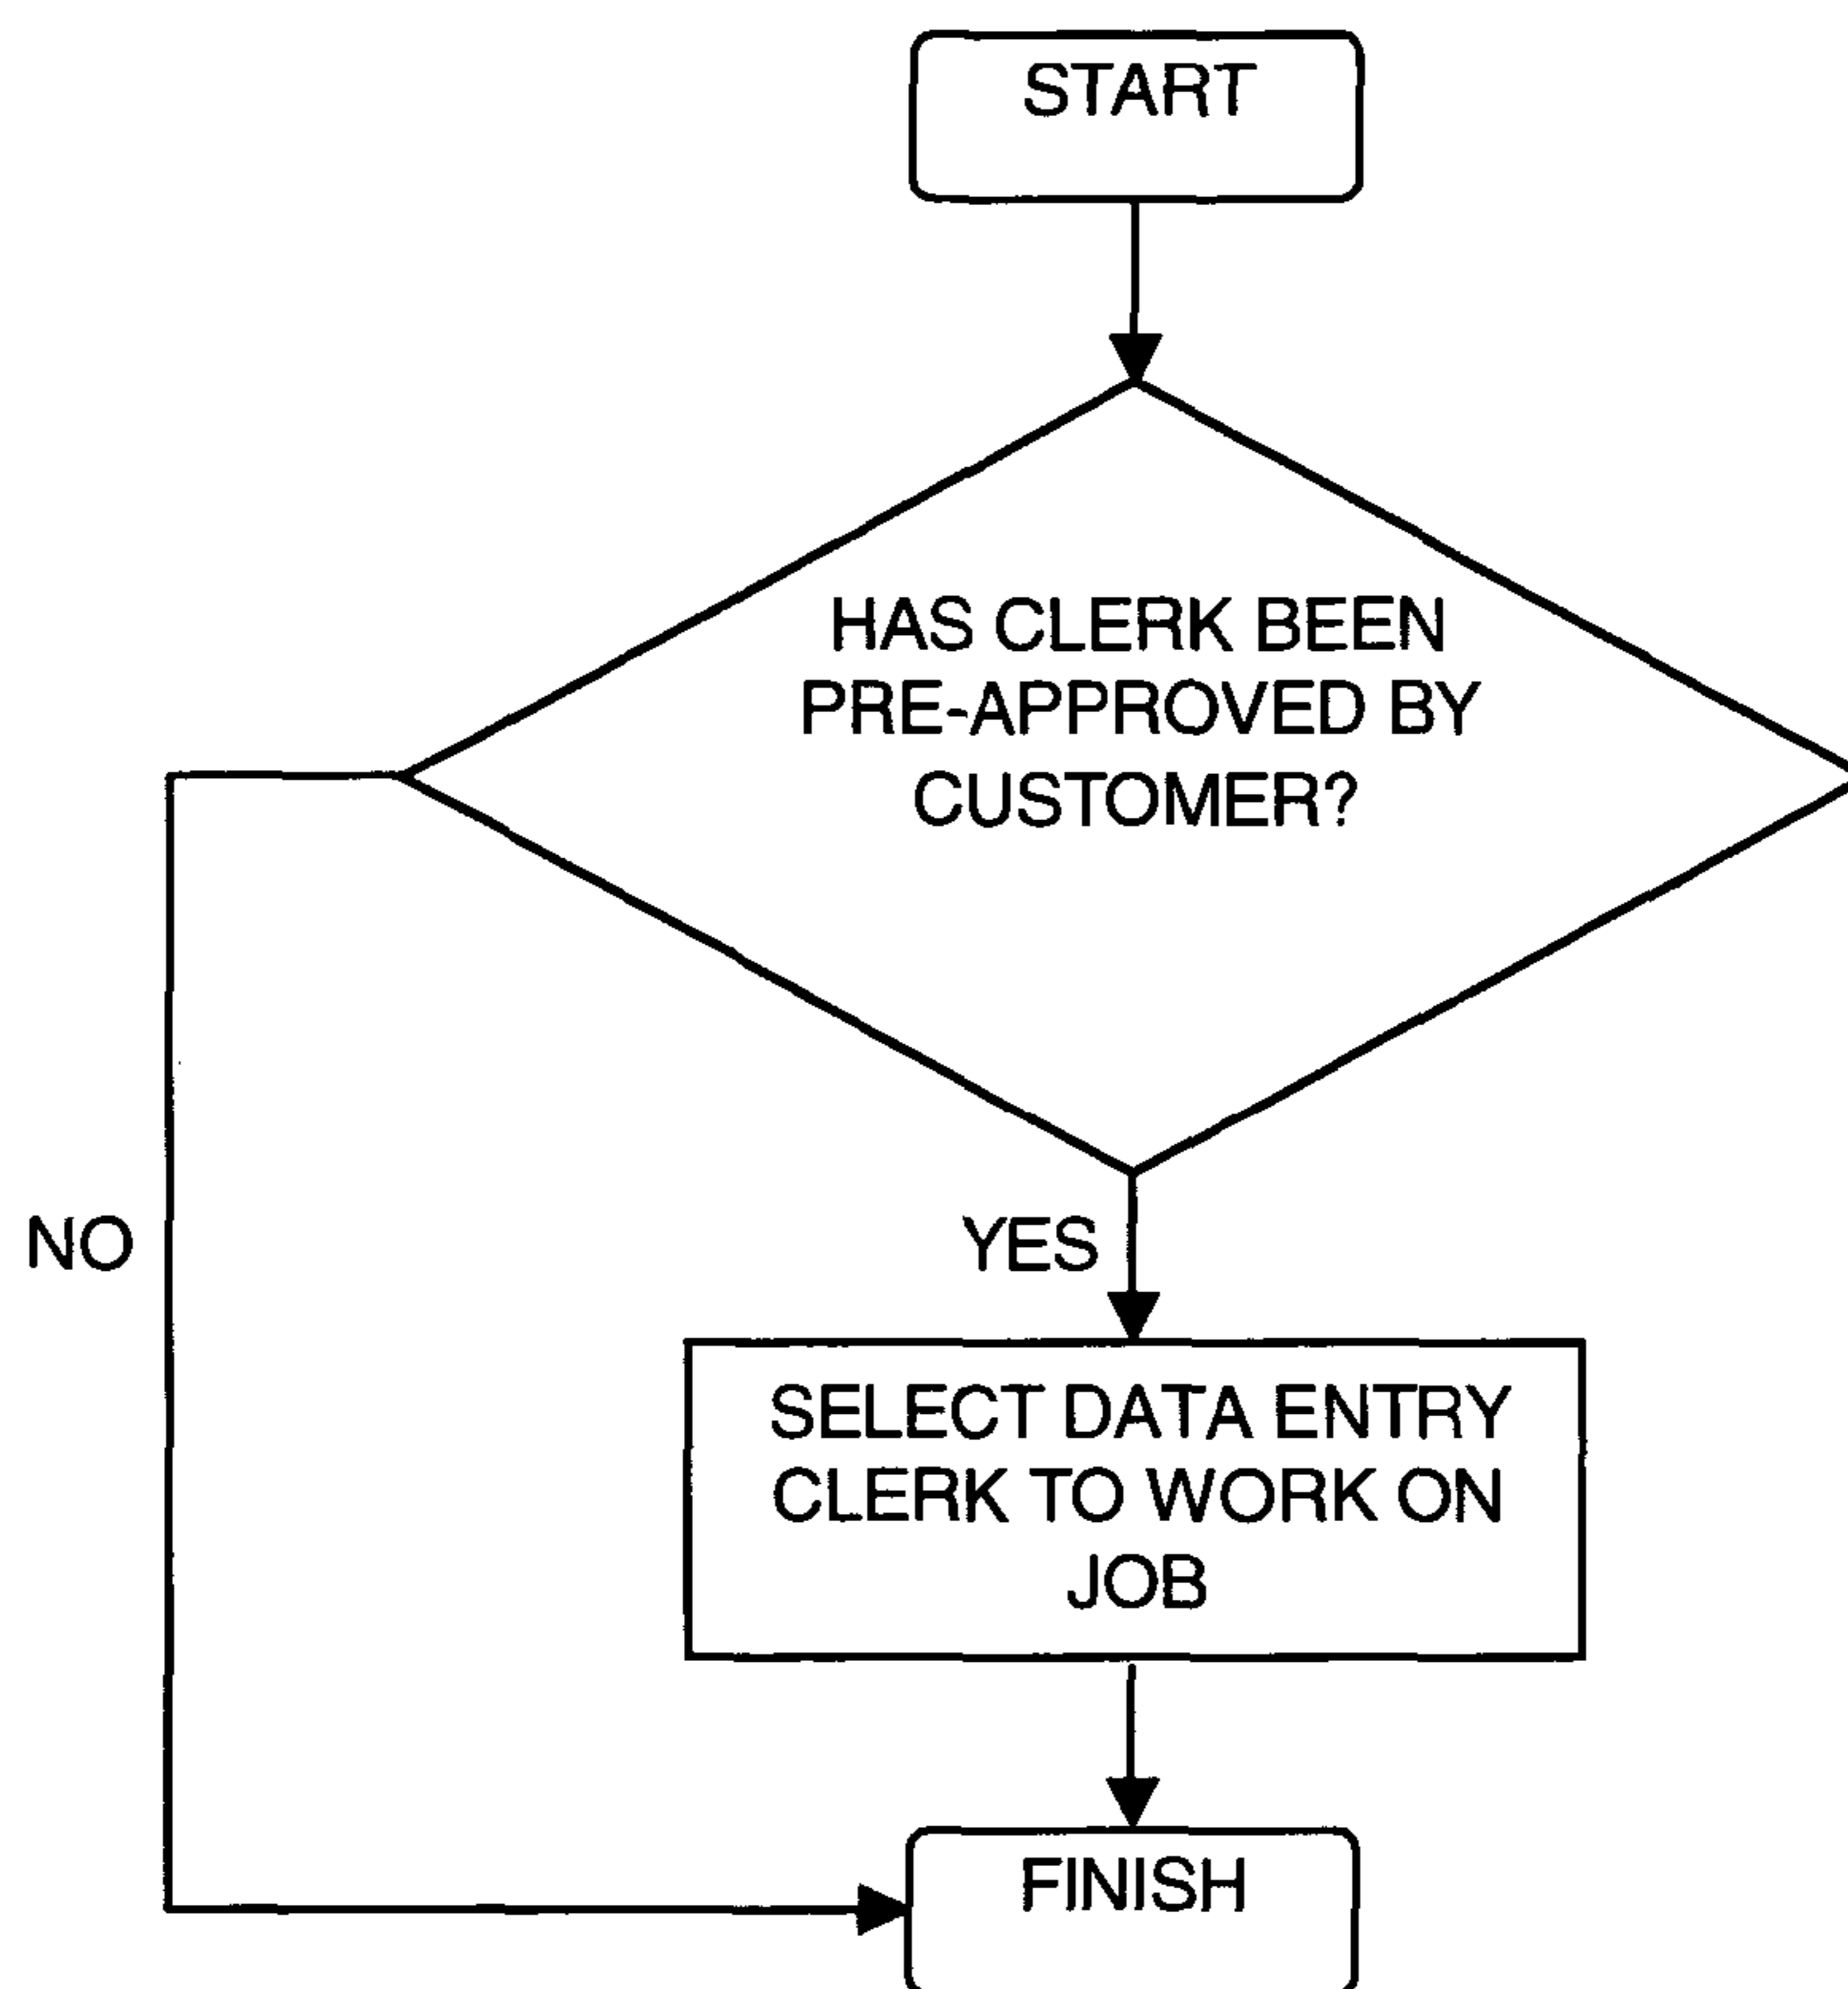 START
HAS CLERK BEEN
PRE-APPROVED BY
CUSTOMER?
NO
YES
SELECT DATA ENTRY
CLERK TO WORK ON
JOB
FINISH